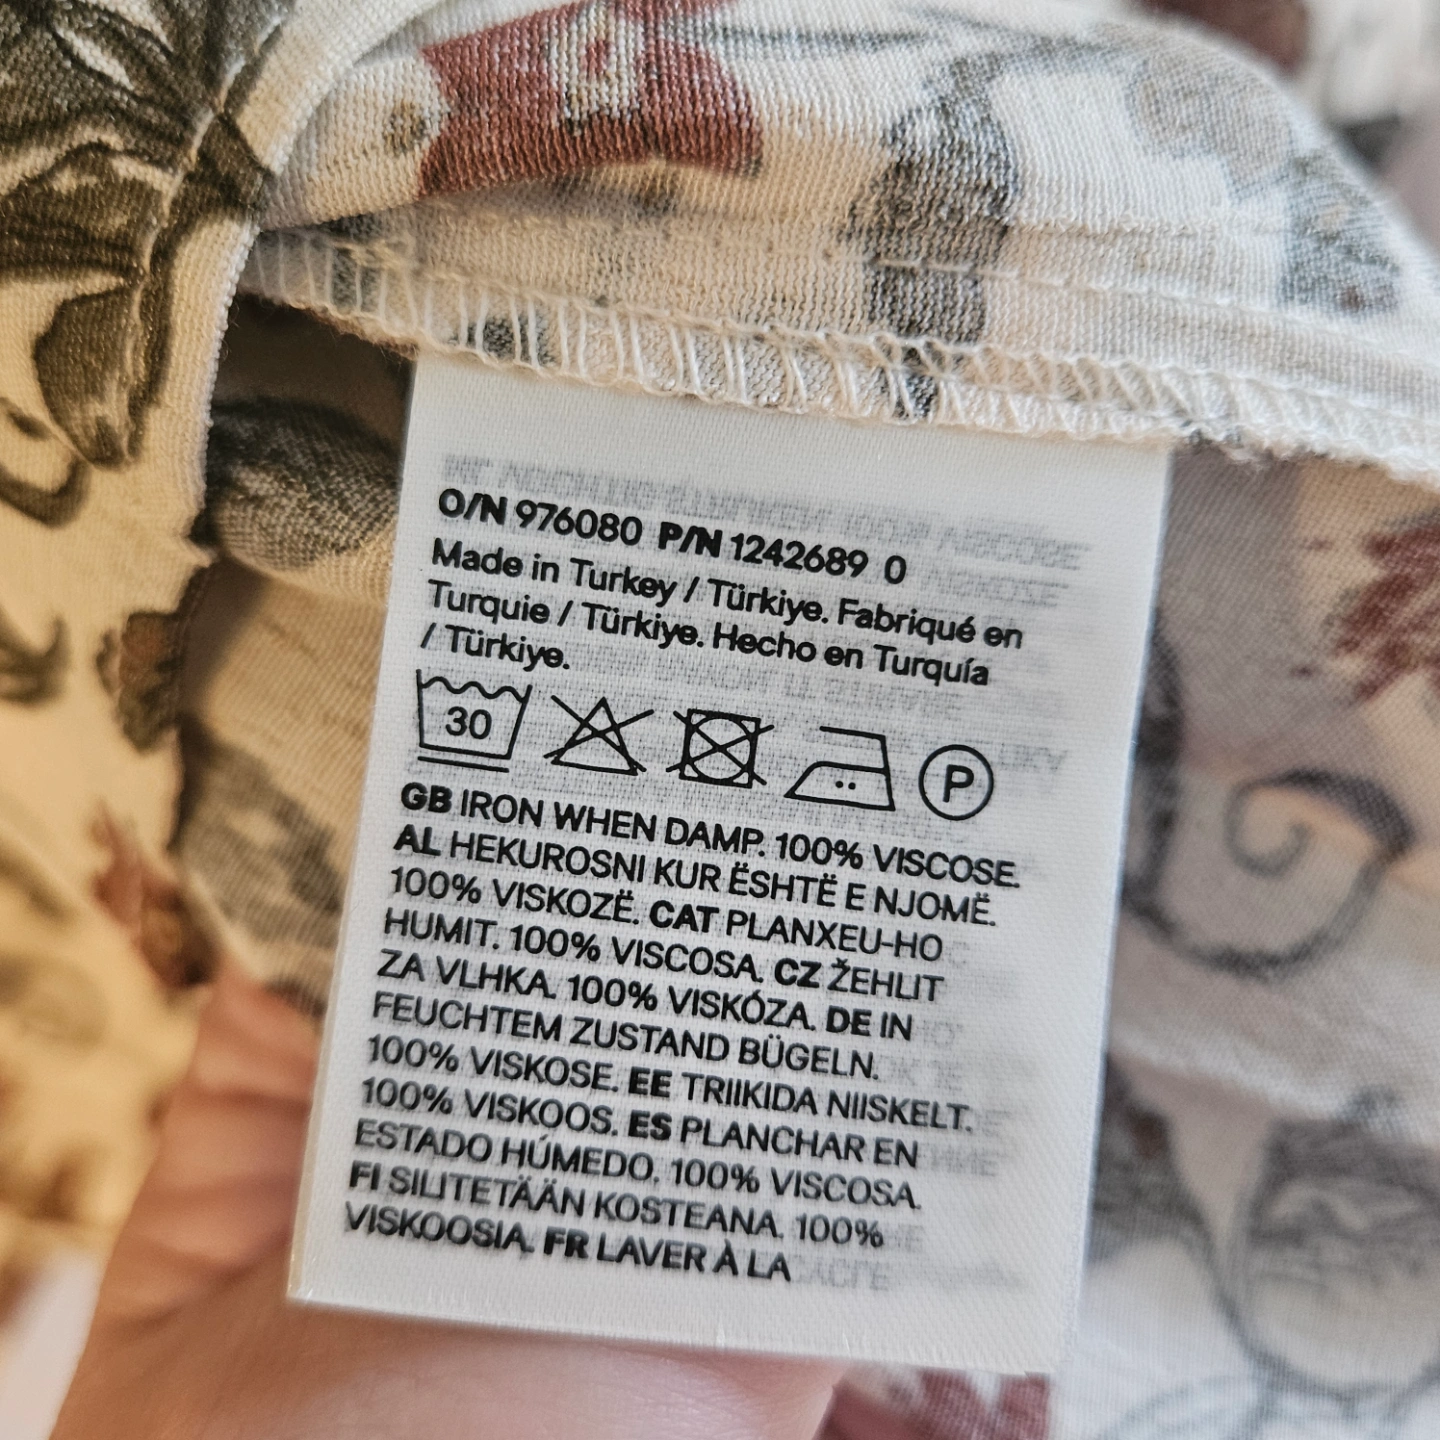 O/N 976080 P/N 1242689 0
Made in Turkey / Türkiye. Fabriqué en
Turquie / Türkiye. Hecho en Turquía
/ Türkiye.
30
P
GB IRON WHEN DAMP. 100% VISCOSE.
AL HEKUROSNI KUR ËSHTË E NJOMË.
100% VISKOZË. CAT PLANXEU-HO
HUMIT. 100% VISCOSA. CZ ŽEHLIT
ZA VLHKA. 100% VISKÓZA. DE IN
FEUCHTEM ZUSTAND BÜGELN.
100% VISKOSE. EE TRIIKIDA NIISKELT.
100% VISKOOS. ES PLANCHAR EN
ESTADO HÚMEDO. 100% VISCOSA.
FI SILITETÄÄN KOSTEANA. 100%
VISKOOSIA. FR LAVER À LA